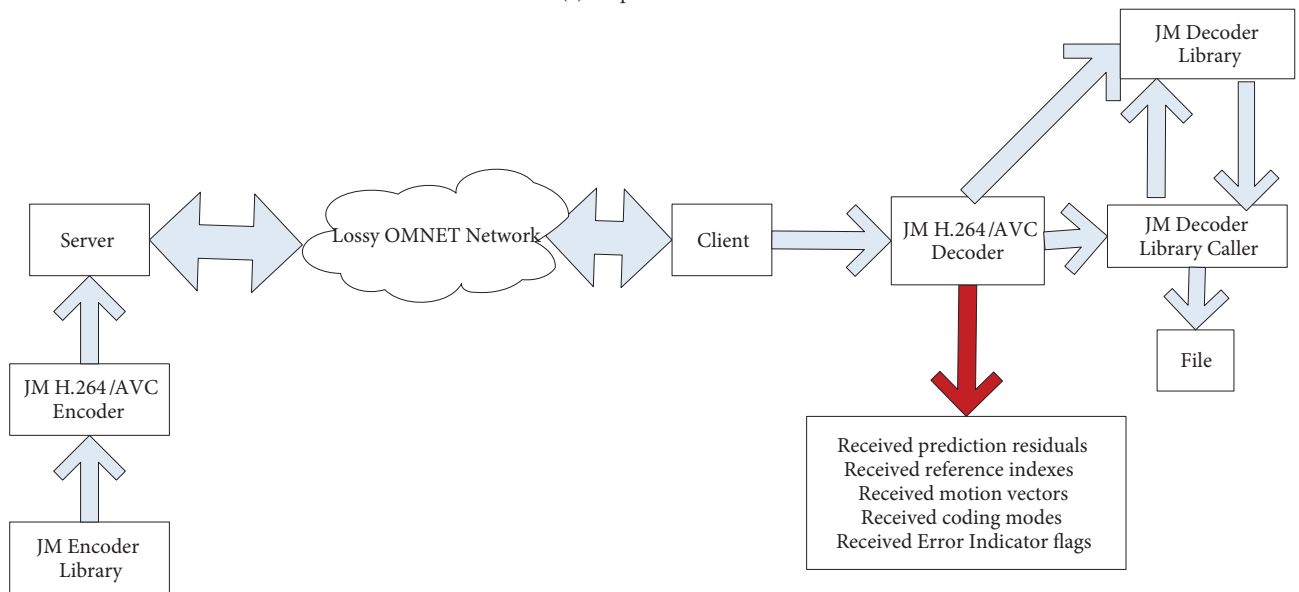 JM Decoder
Library
Server
Lossy OMNET Network
Client
JM H.264/AVC
Decoder
JM Decoder
Library Caller
File
JM H.264/AVC
Encoder
JM Encoder
Library
Received prediction residuals
Received reference indexes
Received motion vectors
Received coding modes
Received Error Indicator flags